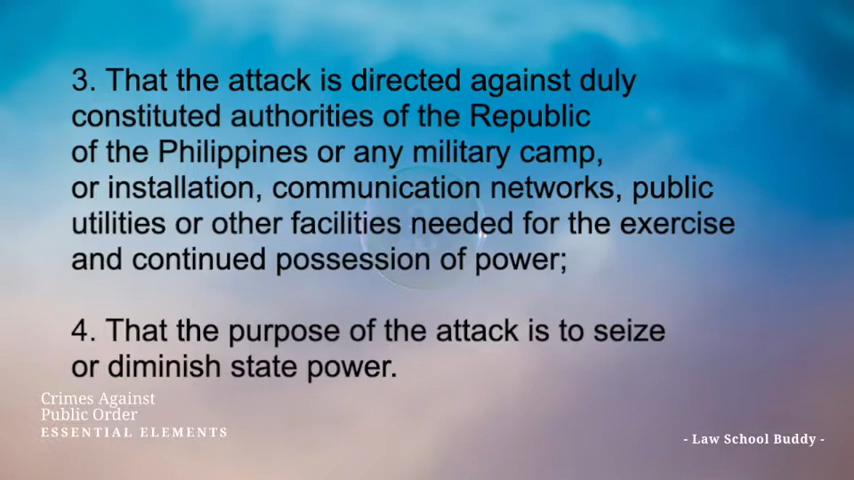 3. That the attack is directed against duly
constituted authorities of the Republic
of the Philippines or any military camp,
or installation, communication networks, public
utilities or other facilities needed for the exercise
and continued possession of power;
4. That the purpose of the attack is to seize
or diminish state power.
Crimes Against
Public Order
ESSENTIAL ELEMENTS
- Law School Buddy -